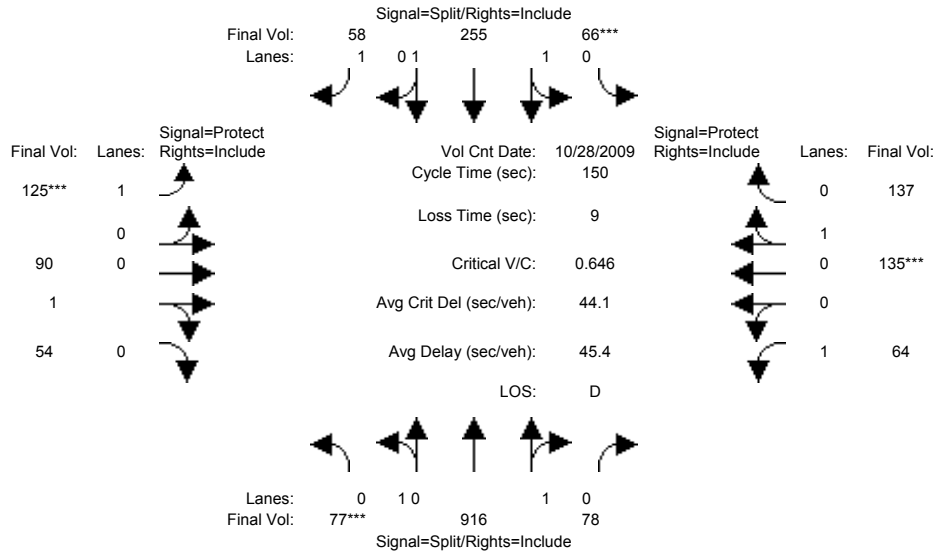 Signal=Split/Rights=Include
Final Vol: 58 255 66***
Lanes: 1 0 1 1 0
Signal=Protect Signal=Protect
Final Vol: Lanes: Rights=Include Vol Cnt Date: 10/28/2009 Rights=Include Lanes: Final Vol:
Cycle Time (sec): 150
125*** 1 0 137
Loss Time (sec): 9
0 1
90 0 Critical V/C: 0.646 0 135***
1 Avg Crit Del (sec/veh): 44.1 0
54 0 Avg Delay (sec/veh): 45.4 1 64
LOS: D
Lanes: 0 1 0 1 0
Final Vol: 77*** 916 78
Signal=Split/Rights=Include